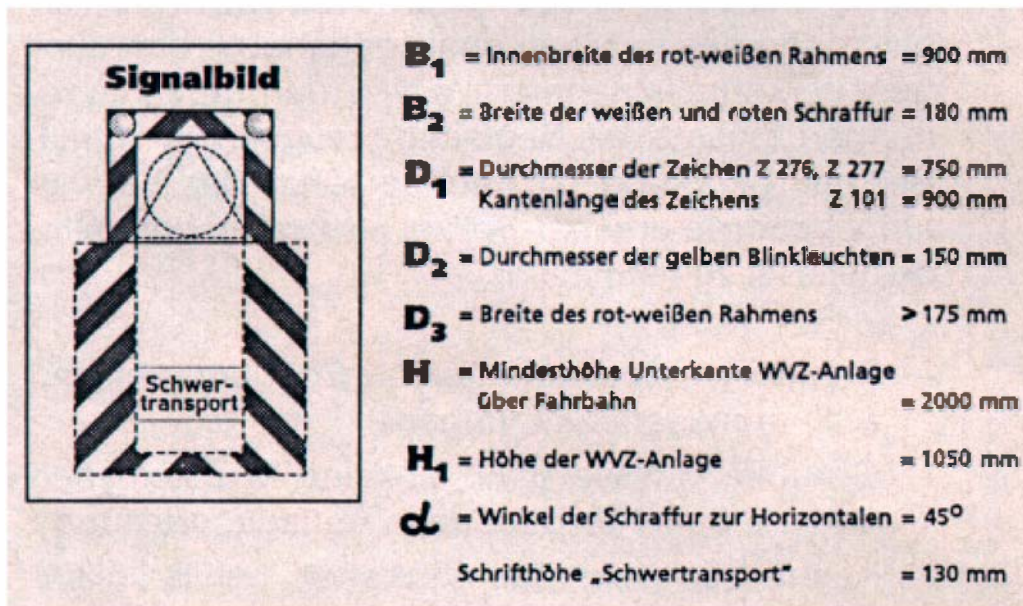 Signalbild
Schwer-
transport
B1 = Innenbreite des rot-weißen Rahmens = 900 mm
B2 = Breite der weißen und roten Schraffur = 180 mm
D1 = Durchmesser der Zeichen Z 276, Z 277 = 750 mm
Kantenlänge des Zeichens Z 101 = 900 mm
D2 = Durchmesser der gelben Blinkleuchten = 150 mm
D3 = Breite des rot-weißen Rahmens > 175 mm
H = Mindesthöhe Unterkante WVZ-Anlage
über Fahrbahn = 2000 mm
H1 = Höhe der WVZ-Anlage = 1050 mm
α = Winkel der Schraffur zur Horizontalen = 45°
Schrifthöhe „Schwertransport" = 130 mm